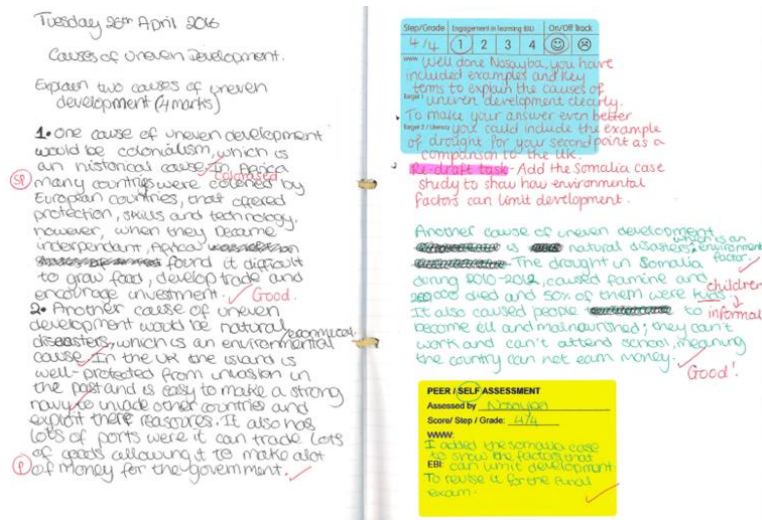 Tuesday 26th April 2016
Causes of Uneven Development.
Explain two causes of uneven
development (4 marks)
1. One cause of uneven development
would be colonialism, which is
an historical cause. In Africa
Colonised
Sp many countries were colened by
European countries, that offered
protection, skills and technology.
however, when they became
independant, Africa
found it difficult
to grow food, develop trade and
encourage investment. Good.
2. Another cause of uneven
development would be natural
economical
disasters, which is an environmental
cause. In the UK the island is
well-protected from invasion in
the past and is easy to make a strong
navy to invade other countries and
exploit there reasources. It also has
lots of ports were it can trade lots
of goods allowing it to make alot
P of money for the government.
Step/Grade Engagement in learning (EiL) On/Off Track
4/4 1 2 3 4
WWW Well done Nosayba, you have
included examples and key
terms to explain the causes of
Target 1 uneven development clearly.
To make your answer even better
Target 2 / Literacy you could include the example
of drought for your second point as a
comparison to the UK.
Re-draft task - Add the Somalia case
study to show how environmental
factors can limit development.
Another cause of uneven development
is natural disasters, which is an environment
factor.
The drought in Somalia
during 2010-2012, caused famine and
died and 50% of them were kids.
children
informal
It also caused people to
become ill and malnourished; they can't
work and can't attend school, meaning
the country can not earn money.
Good!
PEER / SELF ASSESSMENT
Assessed by Nosayba
Score/ Step / Grade: 4/4
WWW:
I added the somalia case
to show the factors that
EBI: can limit development.
To revise it for the final
exam.